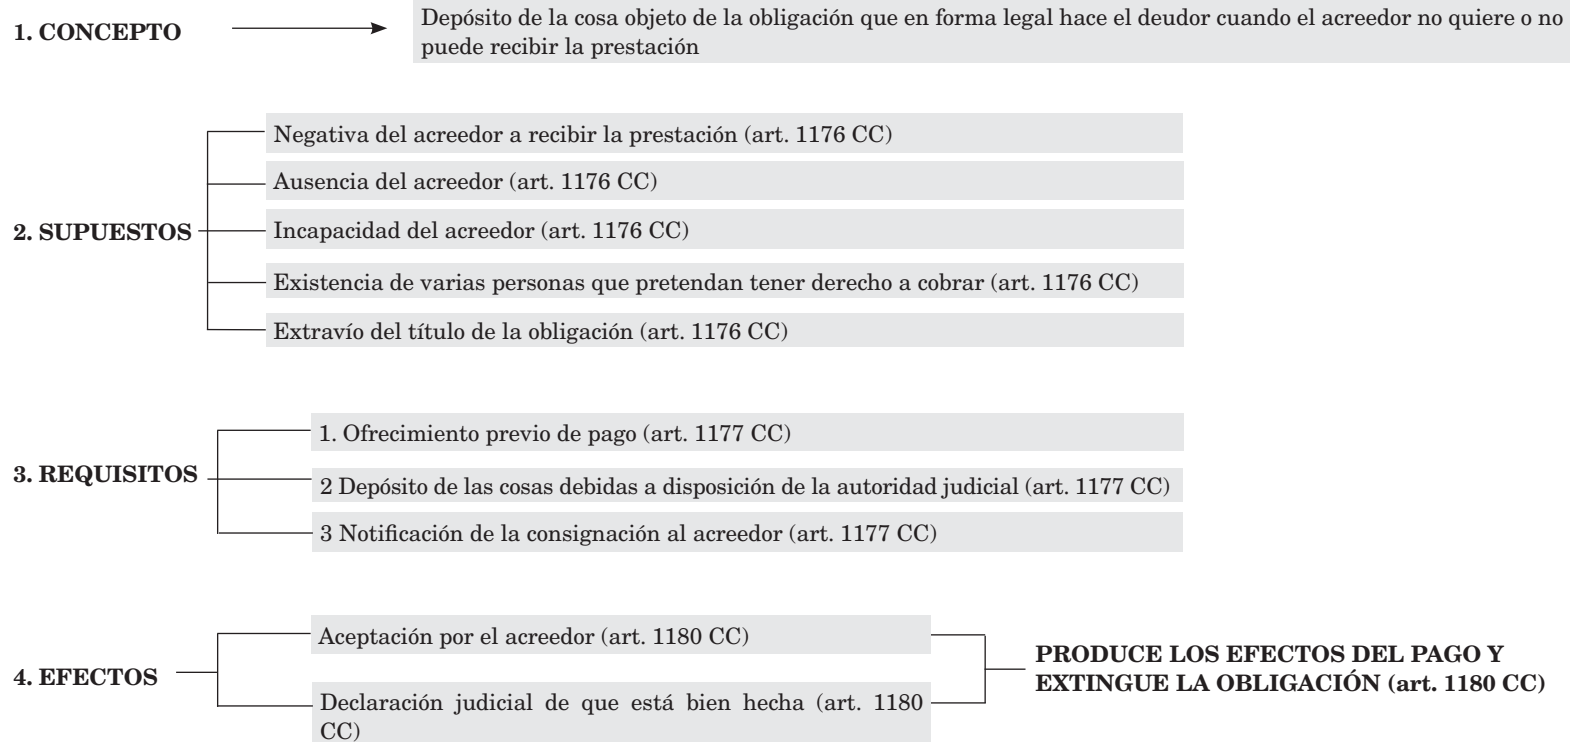 1. CONCEPTO
Depósito de la cosa objeto de la obligación que en forma legal hace el deudor cuando el acreedor no quiere o no
puede recibir la prestación
2. SUPUESTOS
Negativa del acreedor a recibir la prestación (art. 1176 CC)
Ausencia del acreedor (art. 1176 CC)
Incapacidad del acreedor (art. 1176 CC)
Existencia de varias personas que pretendan tener derecho a cobrar (art. 1176 CC)
Extravío del título de la obligación (art. 1176 CC)
3. REQUISITOS
1. Ofrecimiento previo de pago (art. 1177 CC)
2 Depósito de las cosas debidas a disposición de la autoridad judicial (art. 1177 CC)
3 Notificación de la consignación al acreedor (art. 1177 CC)
4. EFECTOS
Aceptación por el acreedor (art. 1180 CC)
Declaración judicial de que está bien hecha (art. 1180
CC)
PRODUCE LOS EFECTOS DEL PAGO Y
EXTINGUE LA OBLIGACIÓN (art. 1180 CC)